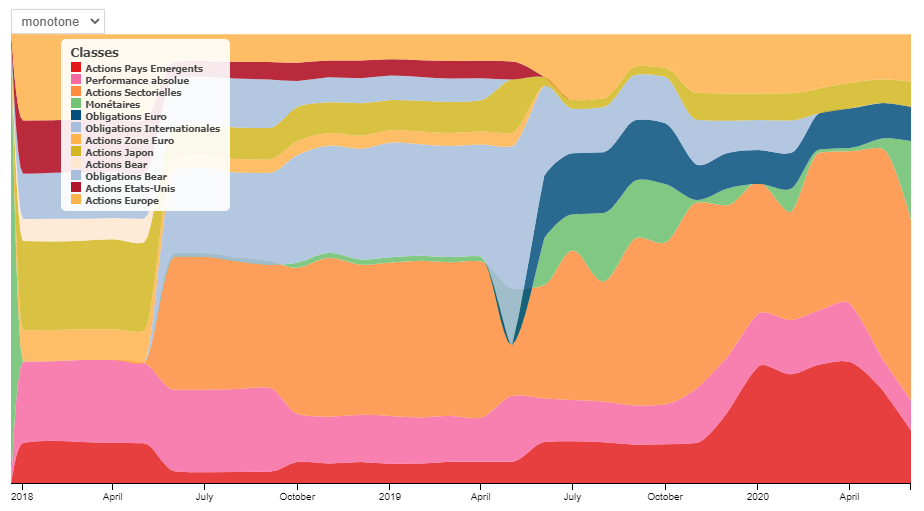 monotone
Classes
Actions Pays Emergents
Performance absolue
Actions Sectorielles
Monétaires
Obligations Euro
Obligations Internationales
Actions Zone Euro
Actions Japon
Actions Bear
Obligations Bear
Actions Etats-Unis
Actions Europe
2018 April July October 2019 April July October 2020 April